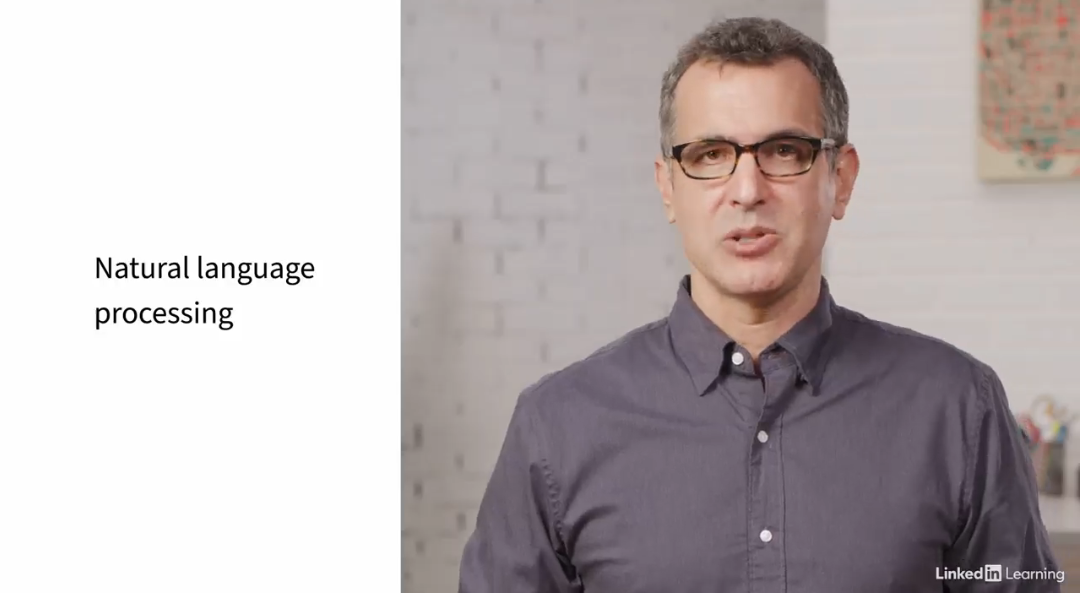 Natural language
processing
LinkedIn Learning